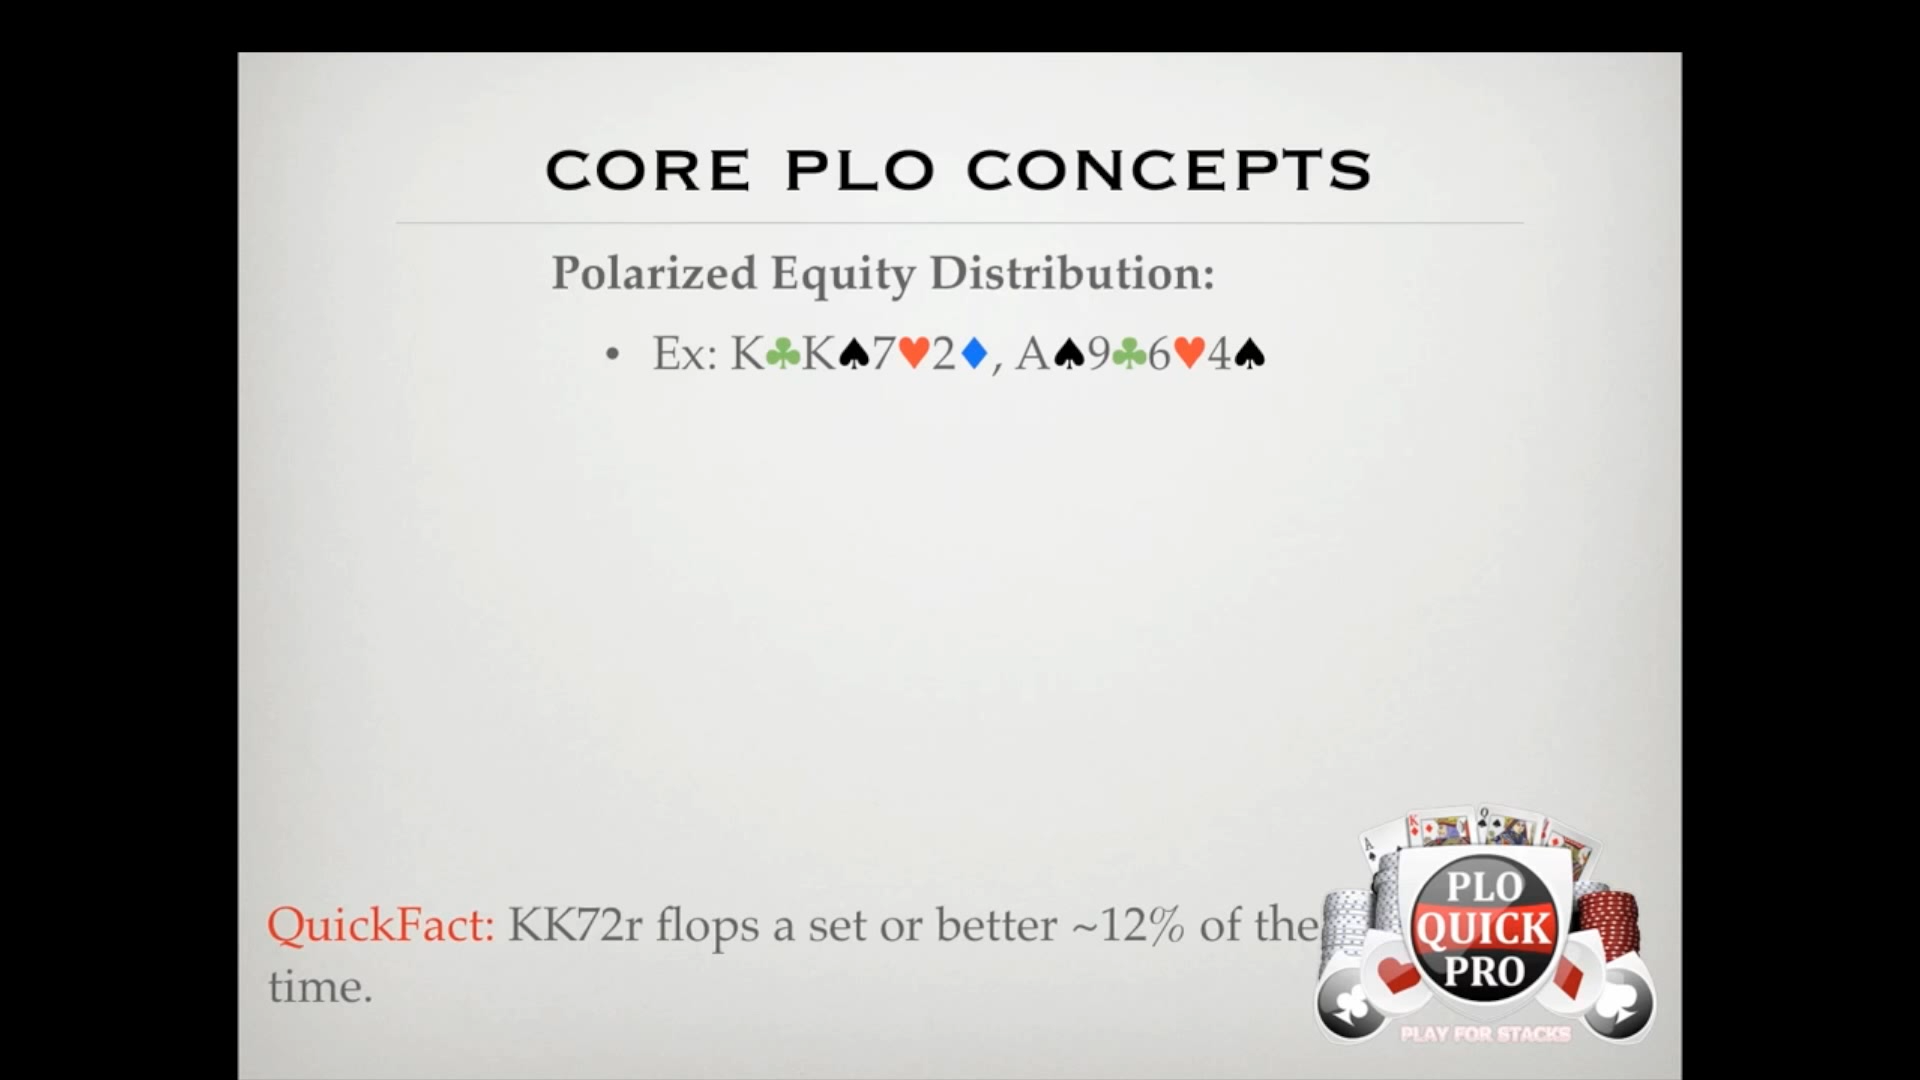 CORE PLO CONCEPTS
Polarized Equity Distribution:
• Ex: K♣K♠7♥2♦, A♠9♣6♥4♠
QuickFact: KK72r flops a set or better ~12% of the
time.
A K Q
PLO
QUICK
PRO
PLAY FOR STACKS